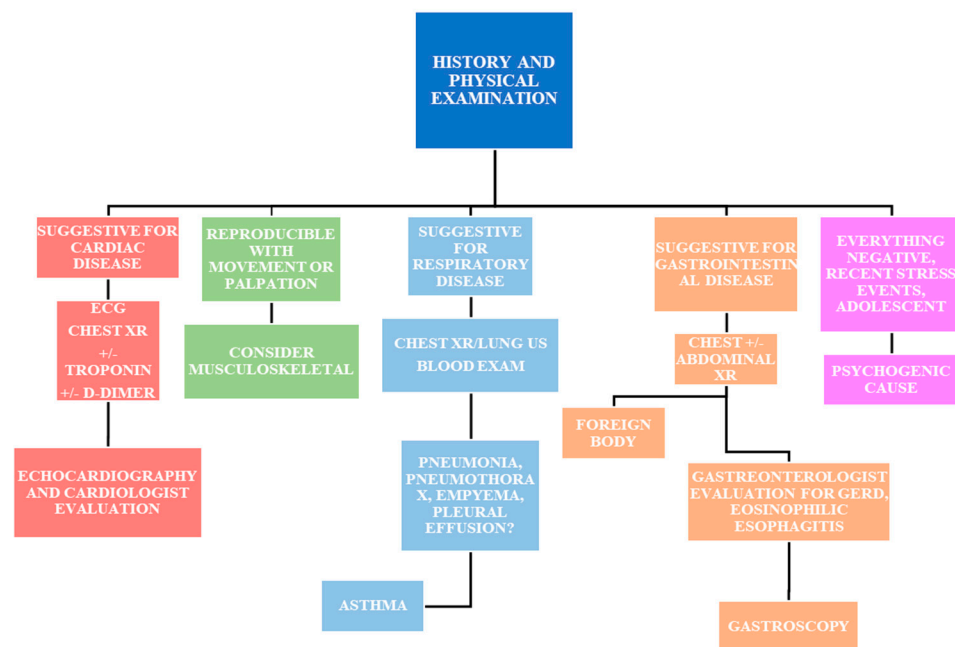 HISTORY AND
PHYSICAL
EXAMINATION
SUGGESTIVE FOR
CARDIAC
DISEASE
ECG
CHEST XR
+/-
TROPONIN
+/- D-DIMER
ECHOCARDIOGRAPHY
AND CARDIOLOGIST
EVALUATION
REPRODUCIBLE
WITH
MOVEMENT OR
PALPATION
CONSIDER
MUSCULOSKELETAL
SUGGESTIVE
FOR
RESPIRATORY
DISEASE
CHEST XR/LUNG US
BLOOD EXAM
PNEUMONIA,
PNEUMOTHORA
X, EMPYEMA,
PLEURAL
EFFUSION?
ASTHMA
SUGGESTIVE FOR
GASTROINTESTIN
AL DISEASE
CHEST +/-
ABDOMINAL
XR
FOREIGN
BODY
GASTREONTEROLOGIST
EVALUATION FOR GERD,
EOSINOPHILIC
ESOPHAGITIS
GASTROSCOPY
EVERYTHING
NEGATIVE,
RECENT STRESS
EVENTS,
ADOLESCENT
PSYCHOGENIC
CAUSE